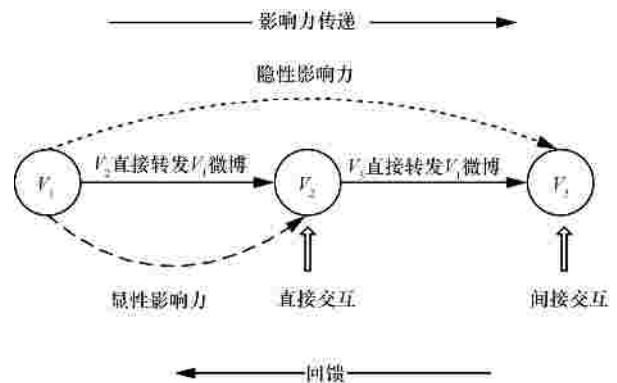 影响力传递
隐性影响力
V₂直接转发V₁微博
V₃直接转发V₁微博
V₁
V₂
V₃
显性影响力
直接交互
间接交互
回馈